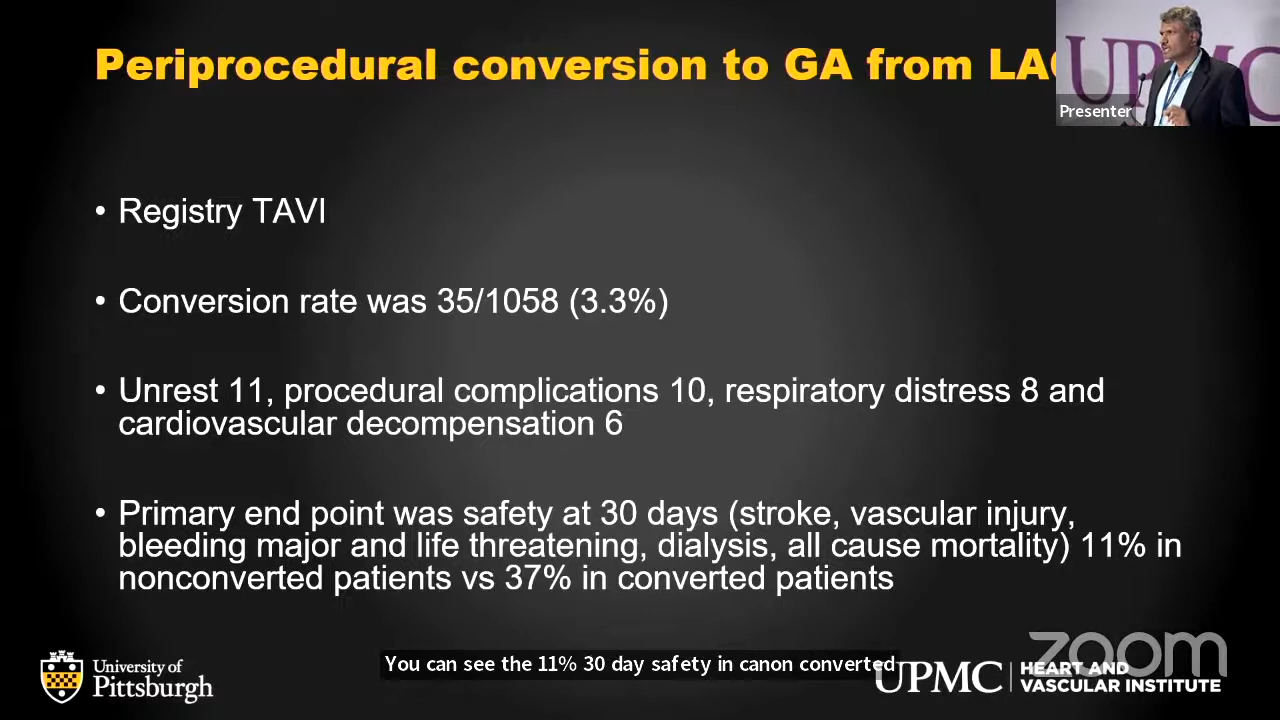 Periprocedural conversion to GA from LAC
UPMC
Presenter
• Registry TAVI
• Conversion rate was 35/1058 (3.3%)
• Unrest 11, procedural complications 10, respiratory distress 8 and
cardiovascular decompensation 6
• Primary end point was safety at 30 days (stroke, vascular injury,
bleeding major and life threatening, dialysis, all cause mortality) 11% in
nonconverted patients vs 37% in converted patients
University of
Pittsburgh
You can see the 11% 30 day safety in canon converted
zoom
UPMC
HEART AND
VASCULAR INSTITUTE